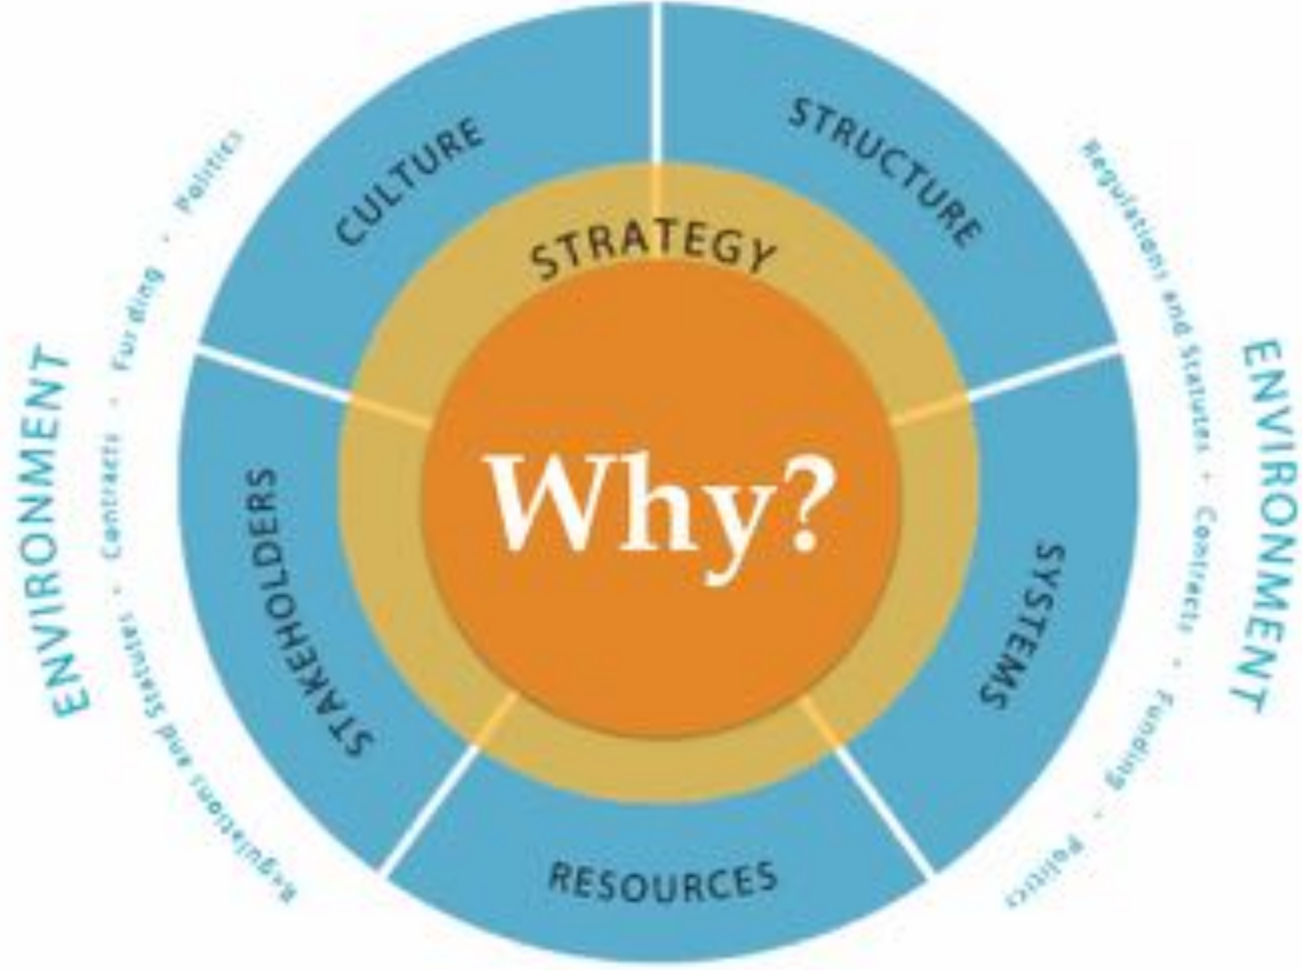 CULTURE
STRUCTURE
STRATEGY
Why?
STAKEHOLDERS
SYSTEMS
RESOURCES
ENVIRONMENT
Regulations and Statutes • Contracts • Funding • Politics
ENVIRONMENT
Regulations and Statutes • Contracts • Funding • Politics